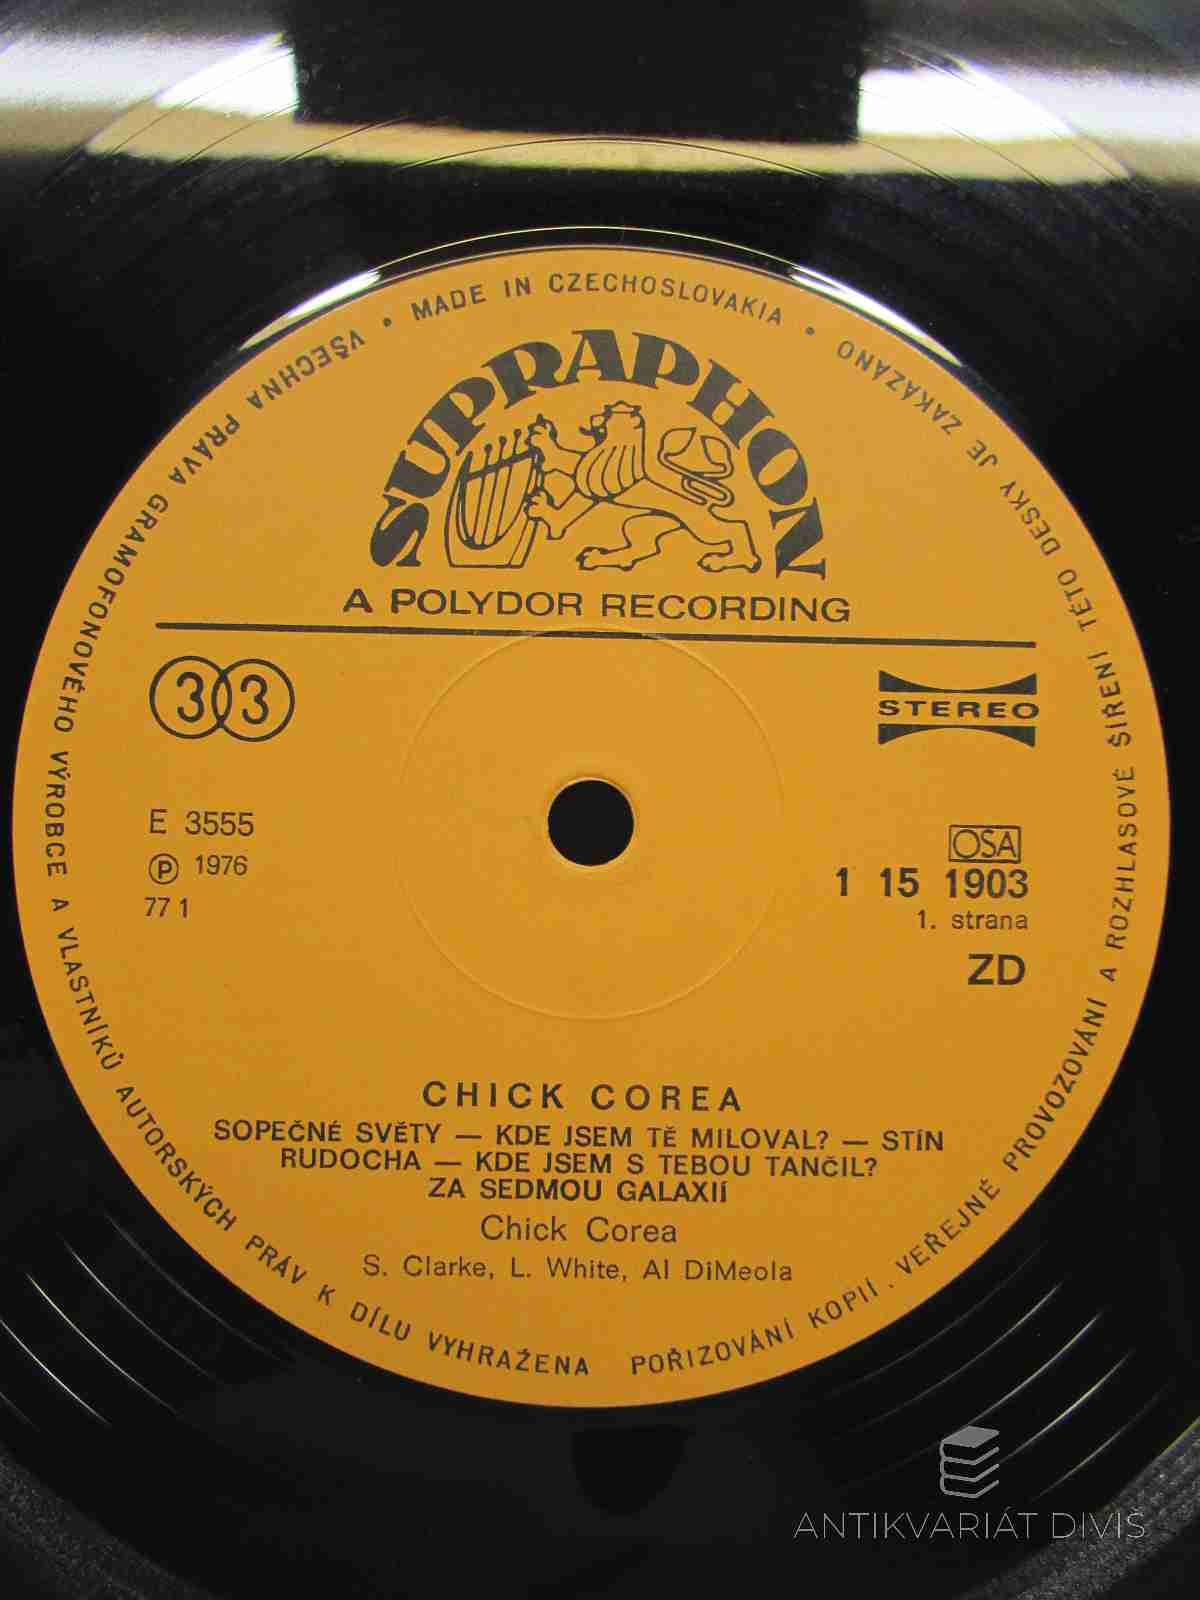 MADE IN CZECHOSLOVAKIA • VŠECHNA PRÁVA GRAMOFONOVÉHO VÝROBCE A VLASTNÍKŮ AUTORSKÝCH PRÁV K DÍLU VYHRAŽENA POŘIZOVÁNÍ KOPIÍ. VEŘEJNÉ PROVOZOVÁNÍ A ROZHLASOVÉ ŠÍŘENÍ TÉTO DESKY JE ZAKÁZÁNO •
SUPRAPHON
A POLYDOR RECORDING
33
STEREO
E 3555
Ⓟ 1976
77 1
OSA
1 15 1903
1. strana
ZD
CHICK COREA
SOPEČNÉ SVĚTY — KDE JSEM TĚ MILOVAL? — STÍN
RUDOCHA — KDE JSEM S TEBOU TANČIL?
ZA SEDMOU GALAXIÍ
Chick Corea
S. Clarke, L. White, Al DiMeola
ANTIKVARIÁT DIVIŠ